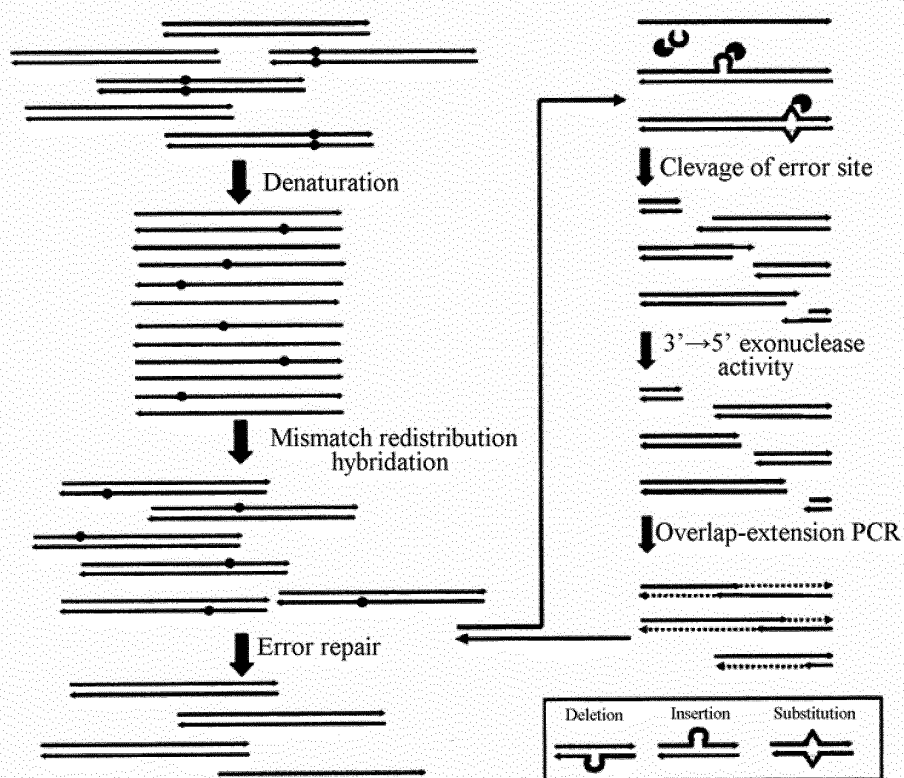 Denaturation
Mismatch redistribution
hybridation
Error repair
Clevage of error site
3'→5' exonuclease
activity
Overlap-extension PCR
Deletion
Insertion
Substitution